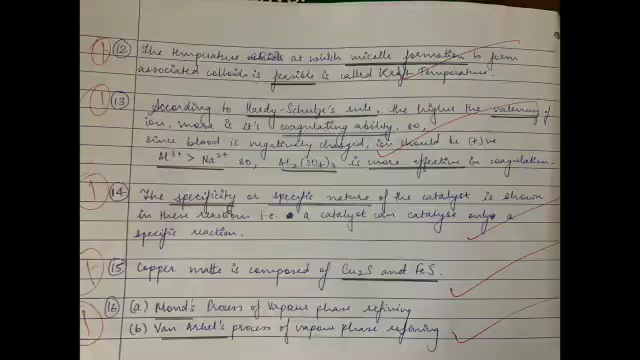 1 (12) The temperature at which micelle formation to form
associated colloids is feasible is called Kraft Temperature.
1 (13) According to Hardy-Schulze's rule, the higher the valency of
ion, more is it's coagulating ability. so,
since blood is negatively charged, ion should be (+)ve
Al³⁺ > Na²⁺ so, Al₂(SO₄)₃ is more effective in coagulation.
1 (14) The specificity or specific nature of the catalyst is shown
in these reaction i.e. a catalyst can catalyse only a
specific reaction.
1 (15) Copper matte is composed of Cu₂S and FeS.
1 (16) (a) Mond's Process of Vapour phase refining
(b) Van Arkel's process of vapour phase refining